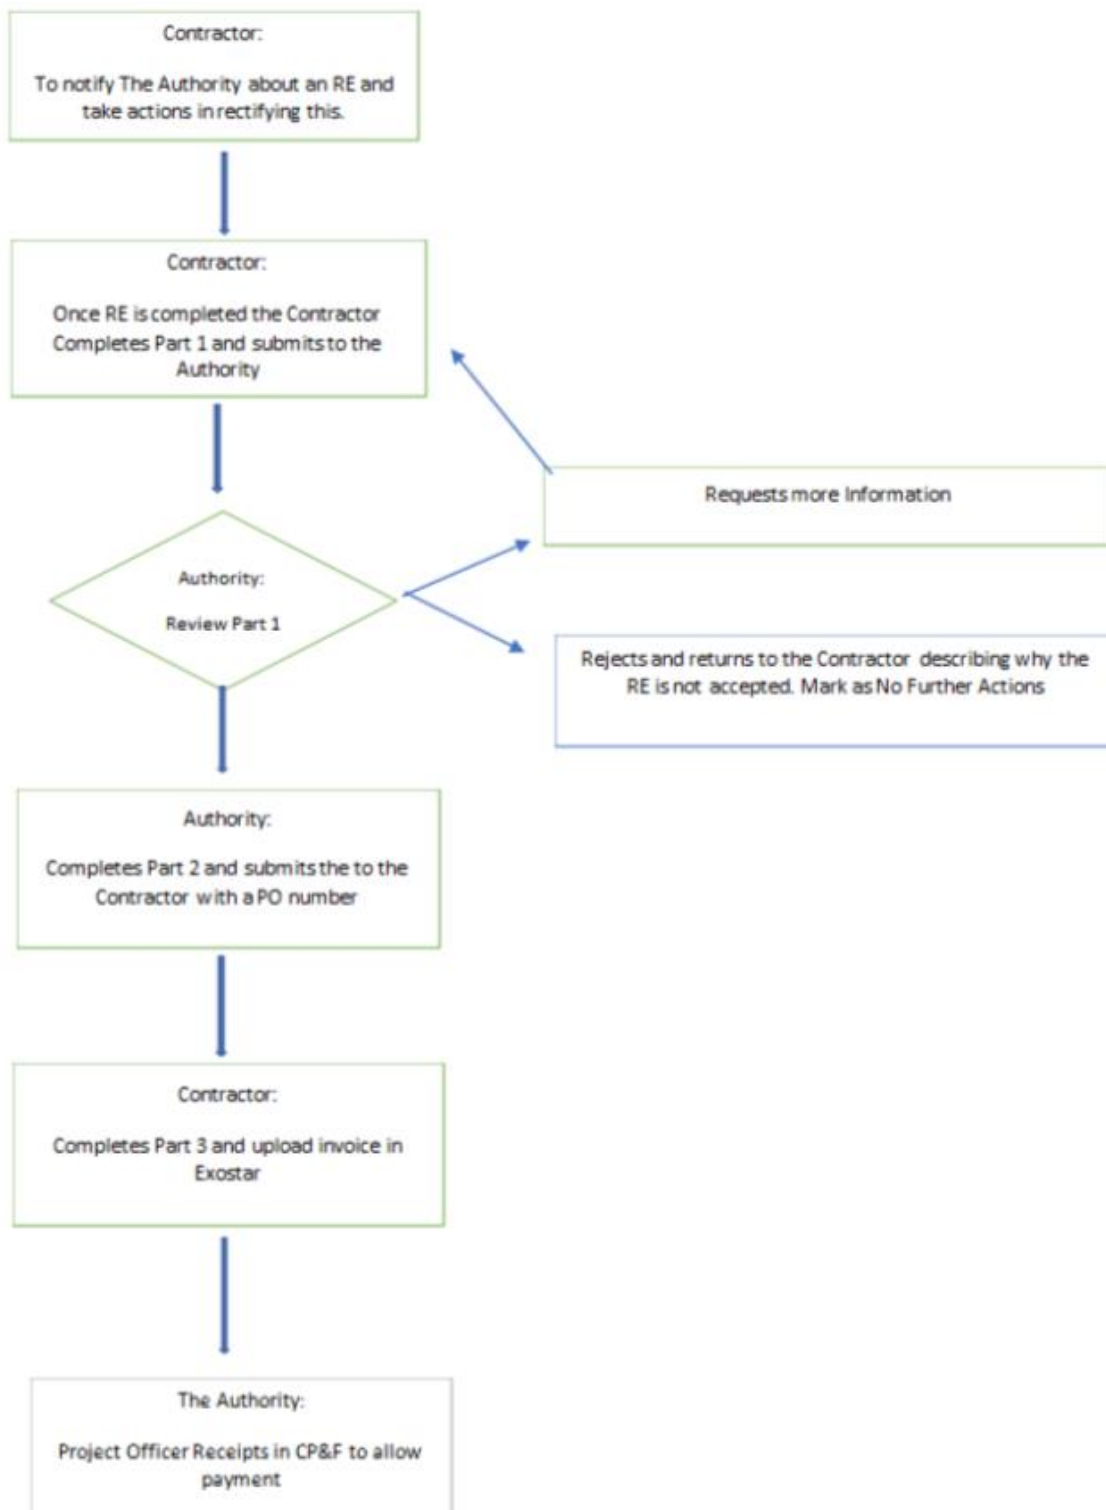 Contractor:
To notify The Authority about an RE and
take actions in rectifying this.
Contractor:
Once RE is completed the Contractor
Completes Part 1 and submits to the
Authority
Requests more Information
Authority:
Review Part 1
Rejects and returns to the Contractor describing why the
RE is not accepted. Mark as No Further Actions
Authority:
Completes Part 2 and submits the to the
Contractor with a PO number
Contractor:
Completes Part 3 and upload invoice in
Exostar
The Authority:
Project Officer Receipts in CP&F to allow
payment